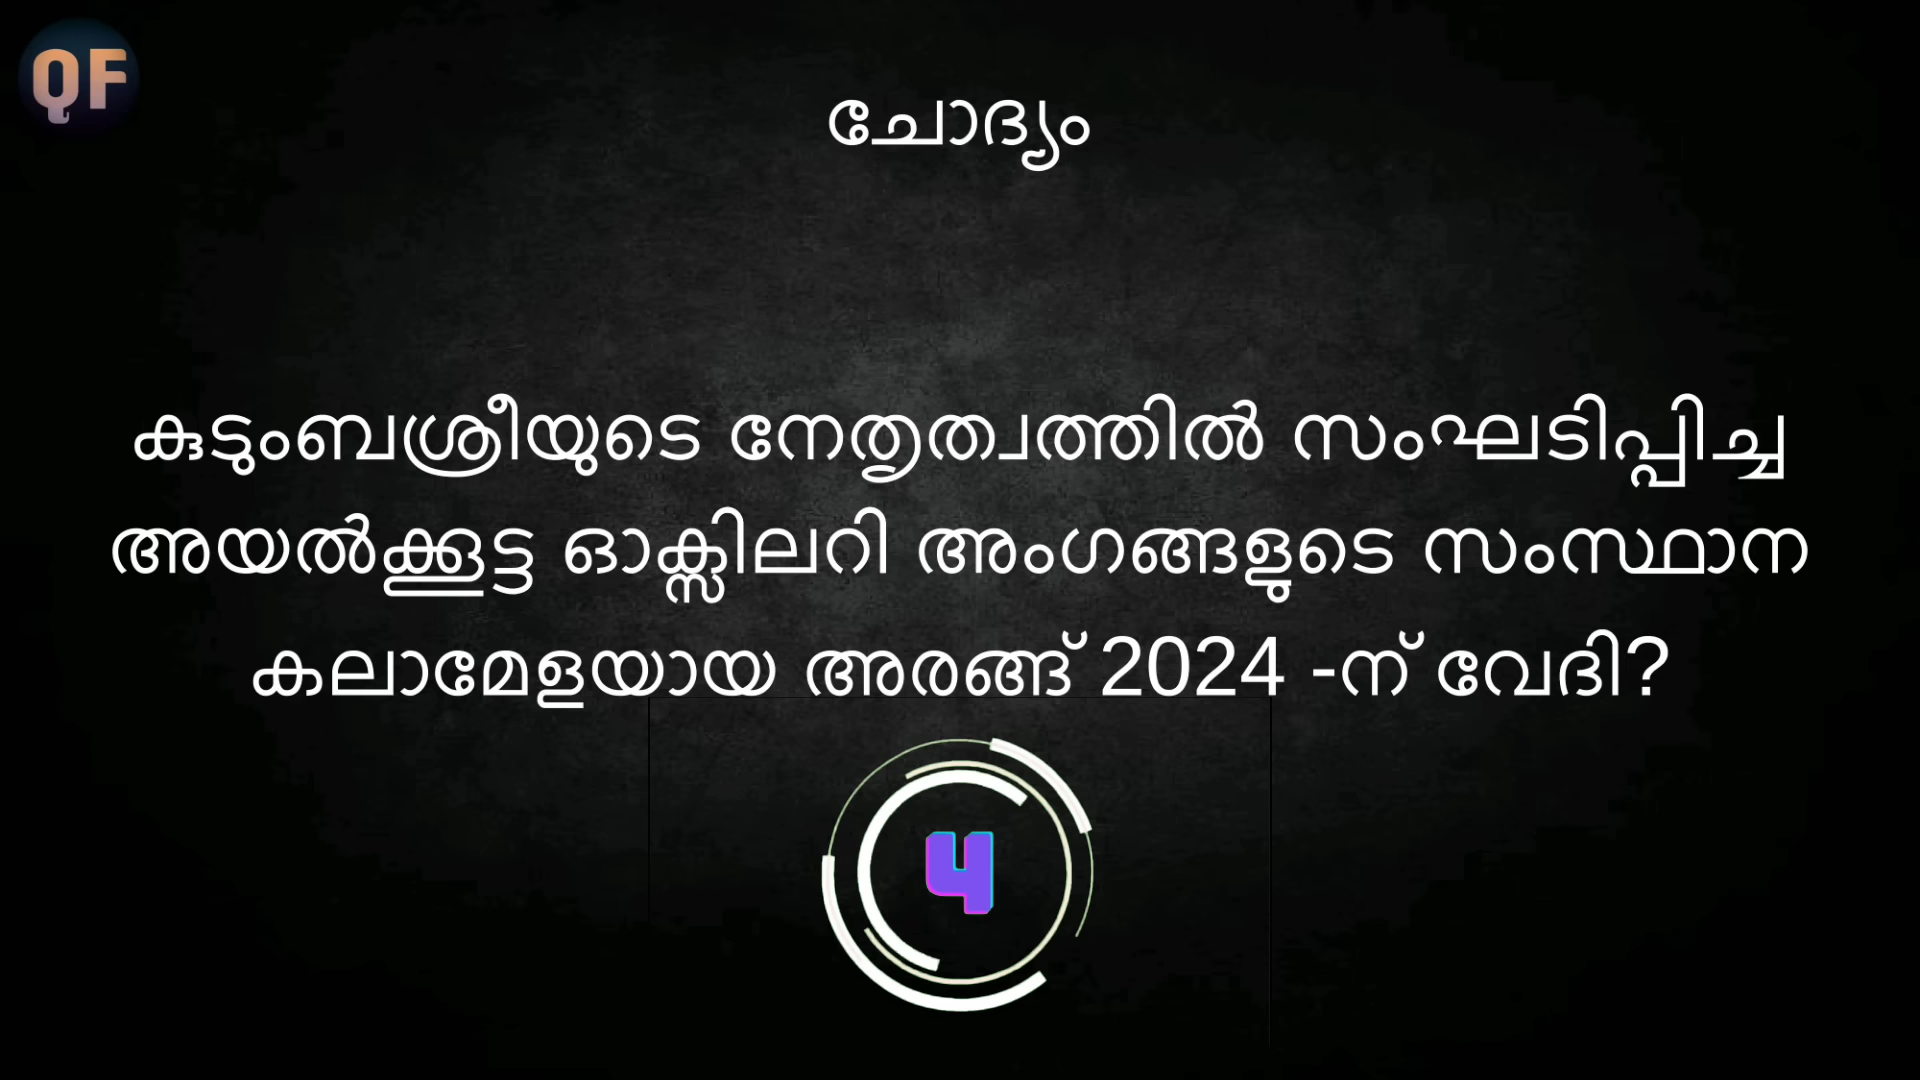 QF
ചോദ്യം
കുടുംബശ്രീയുടെ നേതൃത്വത്തിൽ സംഘടിപ്പിച്ച
അയൽക്കൂട്ട ഓക്സിലറി അംഗങ്ങളുടെ സംസ്ഥാന
കലാമേളയായ അരങ്ങ് 2024 -ന് വേദി?
4